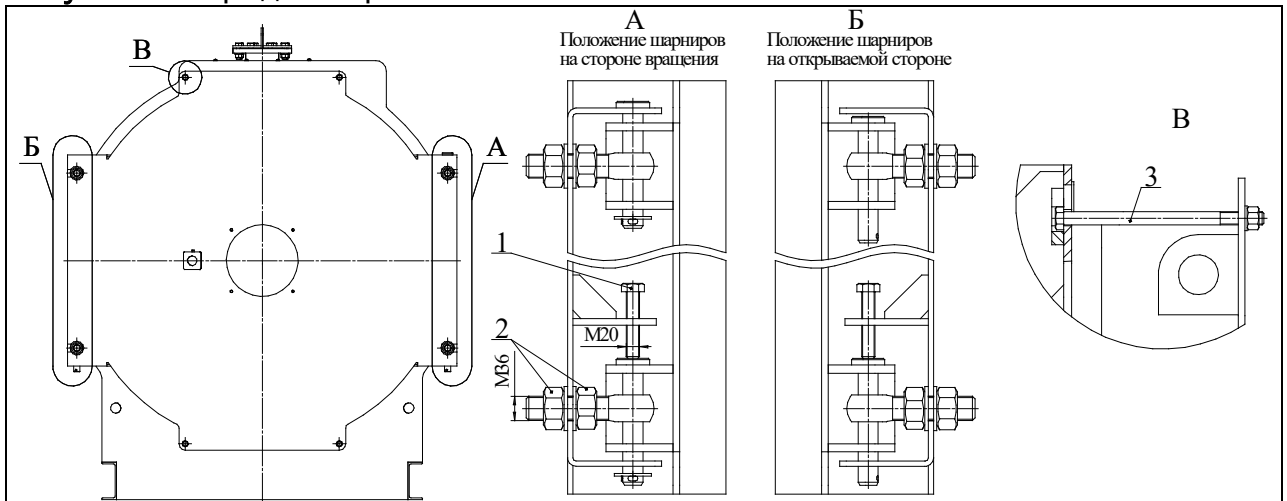 В
Б
А
А
Положение шарниров
на стороне вращения
Б
Положение шарниров
на открываемой стороне
1
М20
2
М36
В
3